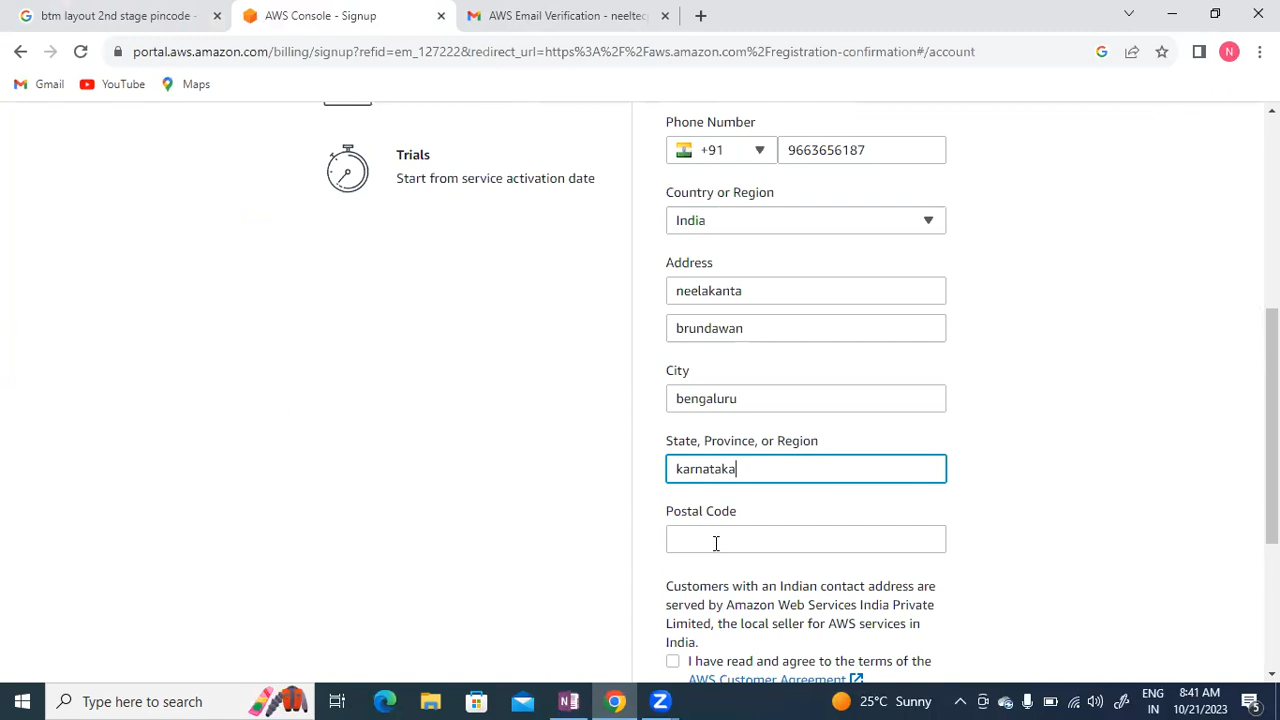 btm layout 2nd stage pincode -
AWS Console - Signup
AWS Email Verification - neeltec
portal.aws.amazon.com/billing/signup?refid=em_127222&redirect_url=https%3A%2F%2Faws.amazon.com%2Fregistration-confirmation#/account
N
Gmail
YouTube
Maps
Trials
Start from service activation date
Phone Number
+91
9663656187
Country or Region
India
Address
neelakanta
brundawan
City
bengaluru
State, Province, or Region
karnataka
Postal Code
Customers with an Indian contact address are
served by Amazon Web Services India Private
Limited, the local seller for AWS services in
India.
I have read and agree to the terms of the
AWS Customer Agreement
Type here to search
25°C Sunny
ENG
IN
8:41 AM
10/21/2023
5